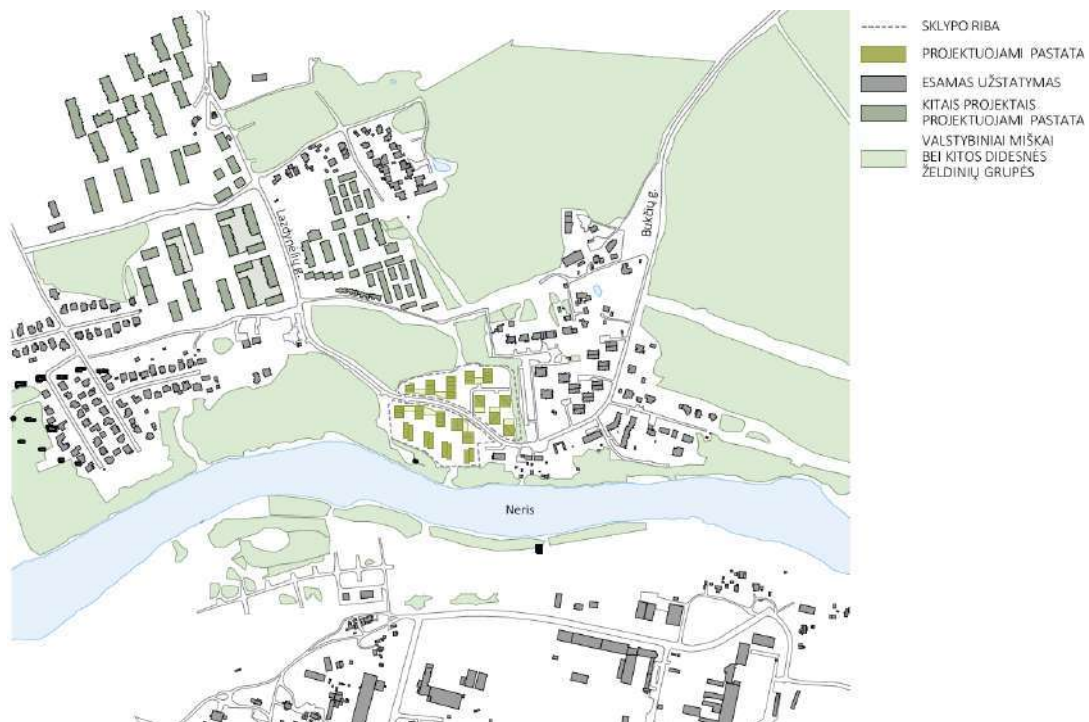 SKLYPO RIBA
PROJEKTUOJAMI PASTATA
ESAMAS UŽSTATYMAS
KITAIS PROJEKTAIS
PROJEKTUOJAMI PASTATA
VALSTYBINIAI MIŠKAI
BEI KITOS DIDESNĖS
ŽELDINIŲ GRUPĖS
Lazdynėlių g.
Bukčių g.
Neris